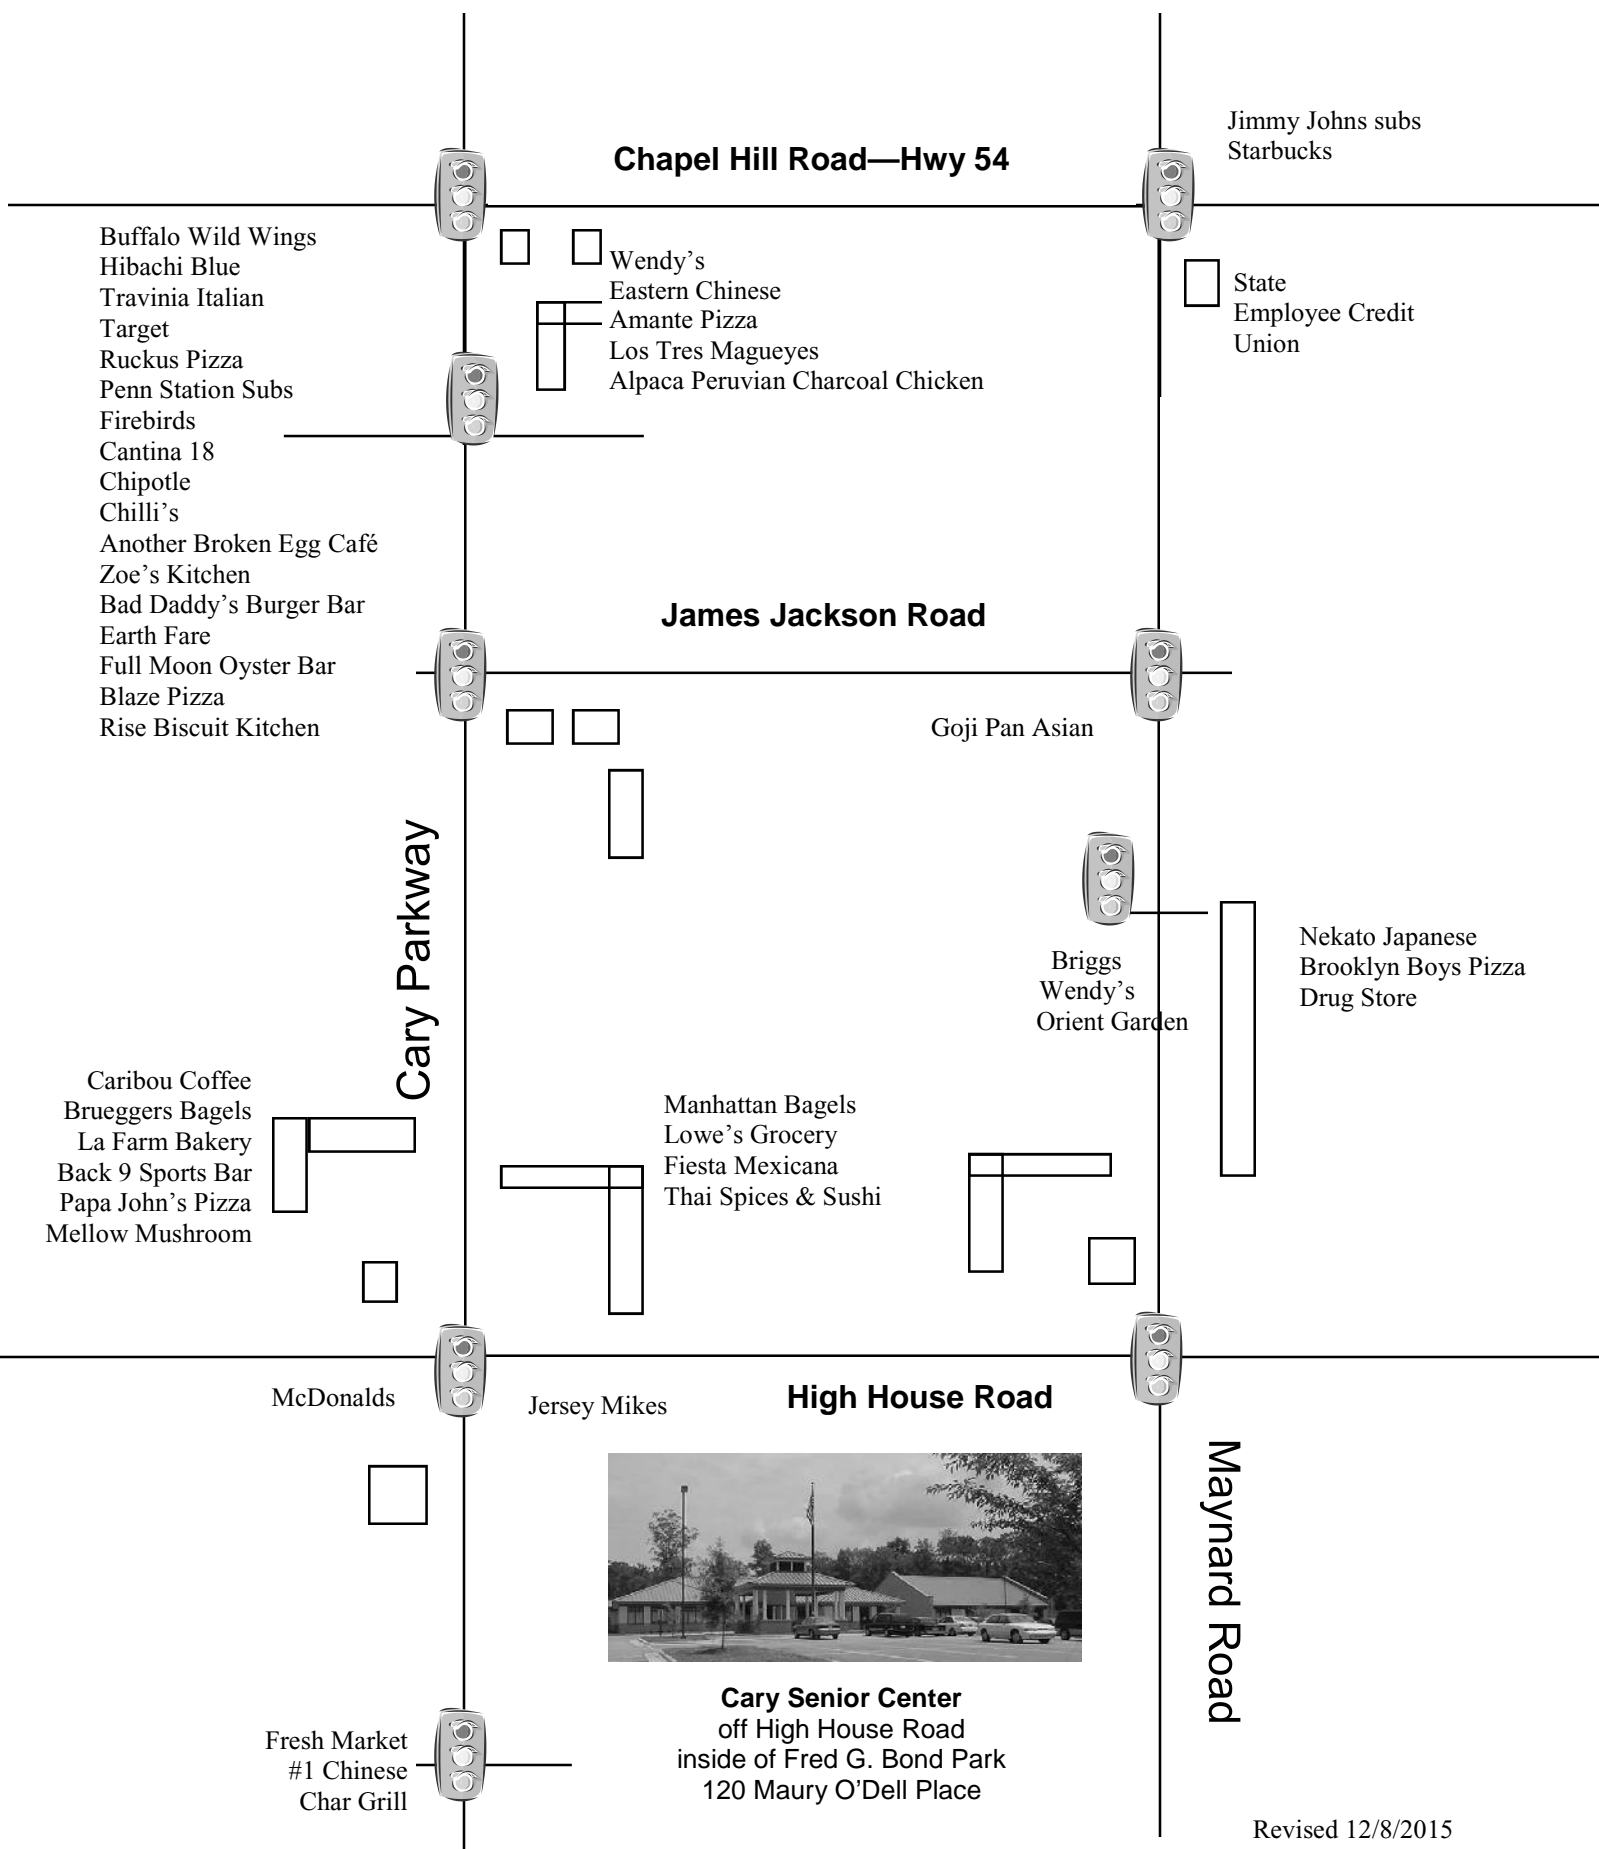 Jimmy Johns subs
Starbucks
Chapel Hill Road—Hwy 54
Buffalo Wild Wings
Hibachi Blue
Travinia Italian
Target
Ruckus Pizza
Penn Station Subs
Firebirds
Cantina 18
Chipotle
Chilli’s
Another Broken Egg Café
Zoe’s Kitchen
Bad Daddy’s Burger Bar
Earth Fare
Full Moon Oyster Bar
Blaze Pizza
Rise Biscuit Kitchen
Wendy’s
Eastern Chinese
Amante Pizza
Los Tres Magueyes
Alpaca Peruvian Charcoal Chicken
State
Employee Credit
Union
James Jackson Road
Goji Pan Asian
Cary Parkway
Briggs
Wendy’s
Orient Garden
Nekato Japanese
Brooklyn Boys Pizza
Drug Store
Caribou Coffee
Brueggers Bagels
La Farm Bakery
Back 9 Sports Bar
Papa John’s Pizza
Mellow Mushroom
Manhattan Bagels
Lowe’s Grocery
Fiesta Mexicana
Thai Spices & Sushi
McDonalds
Jersey Mikes
High House Road
Maynard Road
Cary Senior Center
off High House Road
inside of Fred G. Bond Park
120 Maury O’Dell Place
Fresh Market
#1 Chinese
Char Grill
Revised 12/8/2015